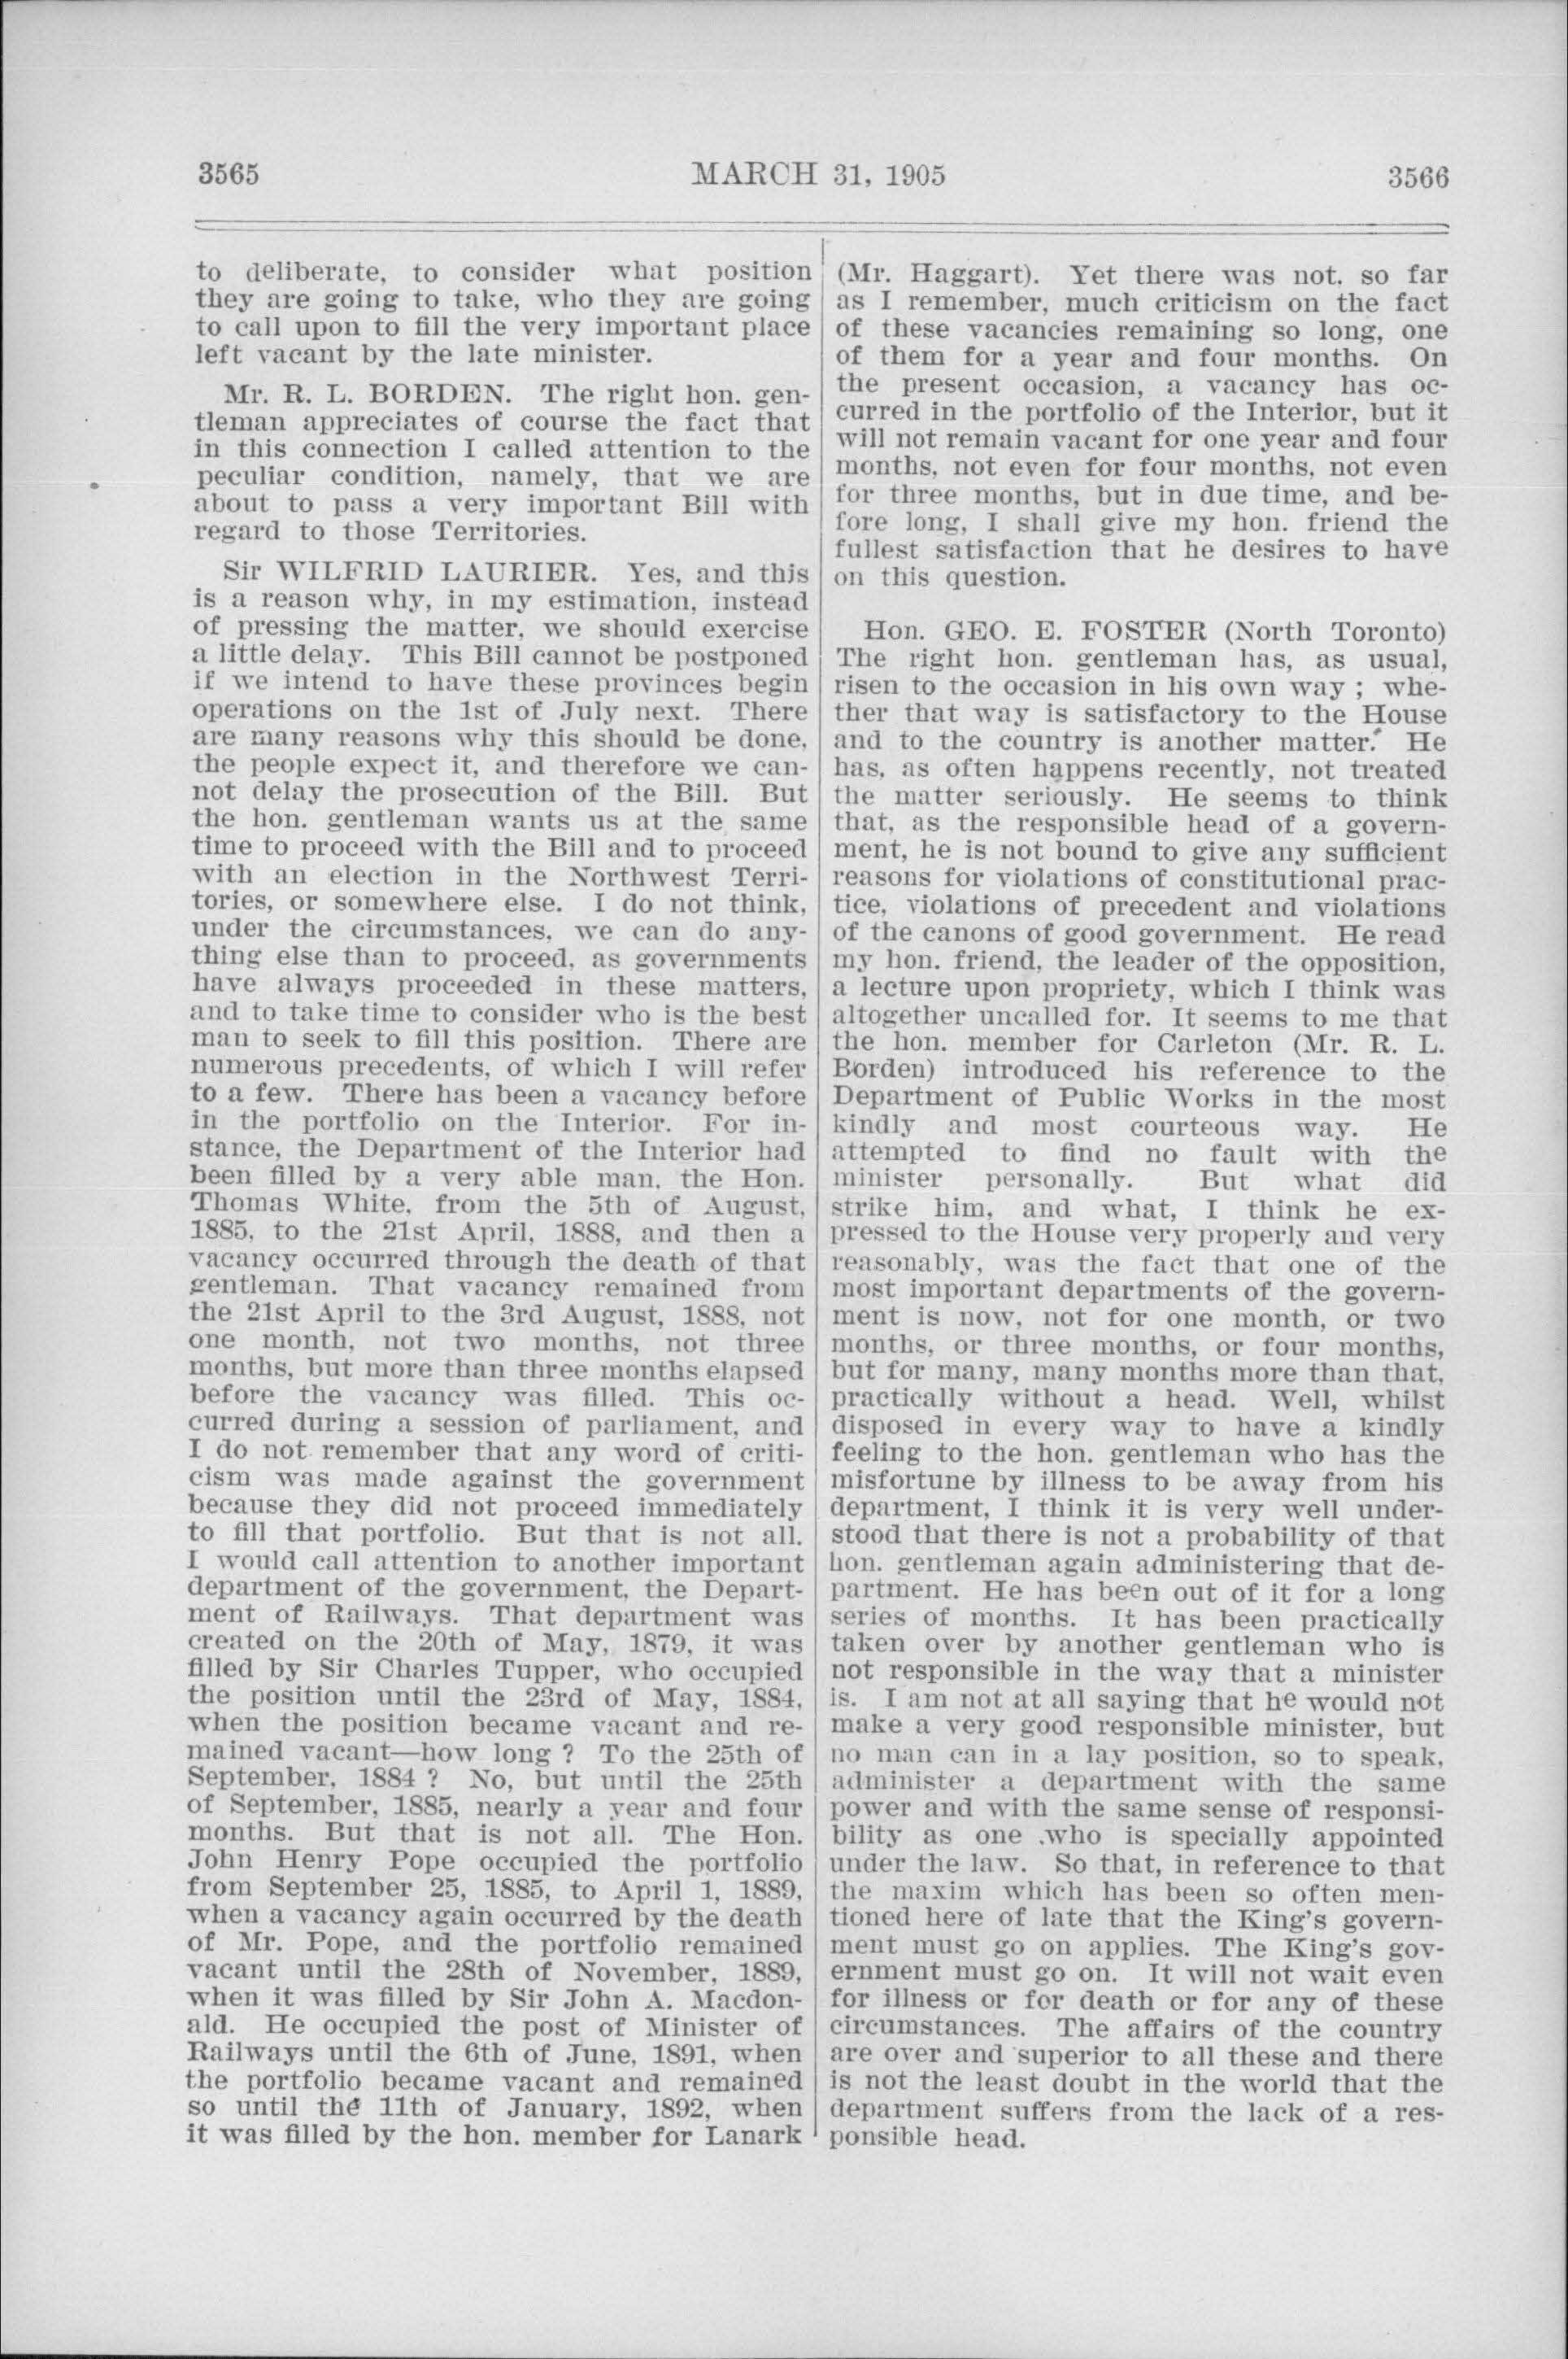 3565
MARCH 31, 1905
3566
to deliberate, to consider what position
they are going to take, who they are going
to call upon to fill the very important place
left vacant by the late minister.
Mr. R. L. BORDEN. The right hon. gen-
tleman appreciates of course the fact that
in this connection I called attention to the
peculiar condition, namely, that we are
about to pass a very important Bill with
regard to those Territories.
Sir WILFRID LAURIER. Yes, and this
is a reason why, in my estimation, instead
of pressing the matter, we should exercise
a little delay. This Bill cannot be postponed
if we intend to have these provinces begin
operations on the 1st of July next. There
are many reasons why this should be done,
the people expect it, and therefore we can-
not delay the prosecution of the Bill. But
the hon. gentleman wants us at the same
time to proceed with the Bill and to proceed
with an election in the Northwest Terri-
tories, or somewhere else. I do not think,
under the circumstances, we can do any-
thing else than to proceed, as governments
have always proceeded in these matters,
and to take time to consider who is the best
man to seek to fill this position. There are
numerous precedents, of which I will refer
to a few. There has been a vacancy before
in the portfolio on the Interior. For in-
stance, the Department of the Interior had
been filled by a very able man, the Hon.
Thomas White, from the 5th of August,
1885, to the 21st April, 1888, and then a
vacancy occurred through the death of that
gentleman. That vacancy remained from
the 21st April to the 3rd August, 1888, not
one month, not two months, not three
months, but more than three months elapsed
before the vacancy was filled. This oc-
curred during a session of parliament, and
I do not remember that any word of criti-
cism was made against the government
because they did not proceed immediately
to fill that portfolio. But that is not all.
I would call attention to another important
department of the government, the Depart-
ment of Railways. That department was
created on the 20th of May, 1879, it was
filled by Sir Charles Tupper, who occupied
the position until the 23rd of May, 1884,
when the position became vacant and re-
mained vacant—how long ? To the 25th of
September, 1884 ? No, but until the 25th
of September, 1885, nearly a year and four
months. But that is not all. The Hon.
John Henry Pope occupied the portfolio
from September 25, 1885, to April 1, 1889,
when a vacancy again occurred by the death
of Mr. Pope, and the portfolio remained
vacant until the 28th of November, 1889,
when it was filled by Sir John A. Macdon-
ald. He occupied the post of Minister of
Railways until the 6th of June, 1891, when
the portfolio became vacant and remained
so until the 11th of January, 1892, when
it was filled by the hon. member for Lanark
(Mr. Haggart). Yet there was not, so far
as I remember, much criticism on the fact
of these vacancies remaining so long, one
of them for a year and four months. On
the present occasion, a vacancy has oc-
curred in the portfolio of the Interior, but it
will not remain vacant for one year and four
months, not even for four months, not even
for three months, but in due time, and be-
fore long, I shall give my hon. friend the
fullest satisfaction that he desires to have
on this question.
Hon. GEO. E. FOSTER (North Toronto)
The right hon. gentleman has, as usual,
risen to the occasion in his own way ; whe-
ther that way is satisfactory to the House
and to the country is another matter. He
has, as often happens recently, not treated
the matter seriously. He seems to think
that, as the responsible head of a govern-
ment, he is not bound to give any sufficient
reasons for violations of constitutional prac-
tice, violations of precedent and violations
of the canons of good government. He read
my hon. friend, the leader of the opposition,
a lecture upon propriety, which I think was
altogether uncalled for. It seems to me that
the hon. member for Carleton (Mr. R. L.
Borden) introduced his reference to the
Department of Public Works in the most
kindly and most courteous way. He
attempted to find no fault with the
minister personally. But what did
strike him, and what, I think he ex-
pressed to the House very properly and very
reasonably, was the fact that one of the
most important departments of the govern-
ment is now, not for one month, or two
months, or three months, or four months,
but for many, many months more than that,
practically without a head. Well, whilst
disposed in every way to have a kindly
feeling to the hon. gentleman who has the
misfortune by illness to be away from his
department, I think it is very well under-
stood that there is not a probability of that
hon. gentleman again administering that de-
partment. He has been out of it for a long
series of months. It has been practically
taken over by another gentleman who is
not responsible in the way that a minister
is. I am not at all saying that he would not
make a very good responsible minister, but
no man can in a lay position, so to speak,
administer a department with the same
power and with the same sense of responsi-
bility as one who is specially appointed
under the law. So that, in reference to that
the maxim which has been so often men-
tioned here of late that the King's govern-
ment must go on applies. The King's gov-
ernment must go on. It will not wait even
for illness or for death or for any of these
circumstances. The affairs of the country
are over and superior to all these and there
is not the least doubt in the world that the
department suffers from the lack of a res-
ponsible head.